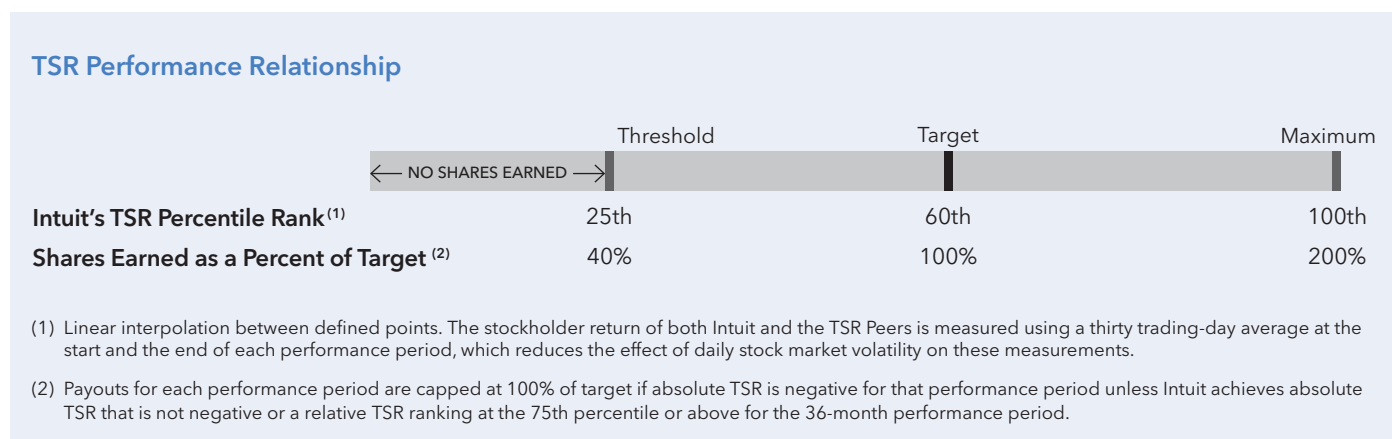 TSR Performance Relationship
Threshold Target Maximum
NO SHARES EARNED
Intuit’s TSR Percentile Rank(1) 25th 60th 100th
Shares Earned as a Percent of Target (2) 40% 100% 200%
(1) Linear interpolation between defined points. The stockholder return of both Intuit and the TSR Peers is measured using a thirty trading-day average at the
start and the end of each performance period, which reduces the effect of daily stock market volatility on these measurements.
(2) Payouts for each performance period are capped at 100% of target if absolute TSR is negative for that performance period unless Intuit achieves absolute
TSR that is not negative or a relative TSR ranking at the 75th percentile or above for the 36-month performance period.